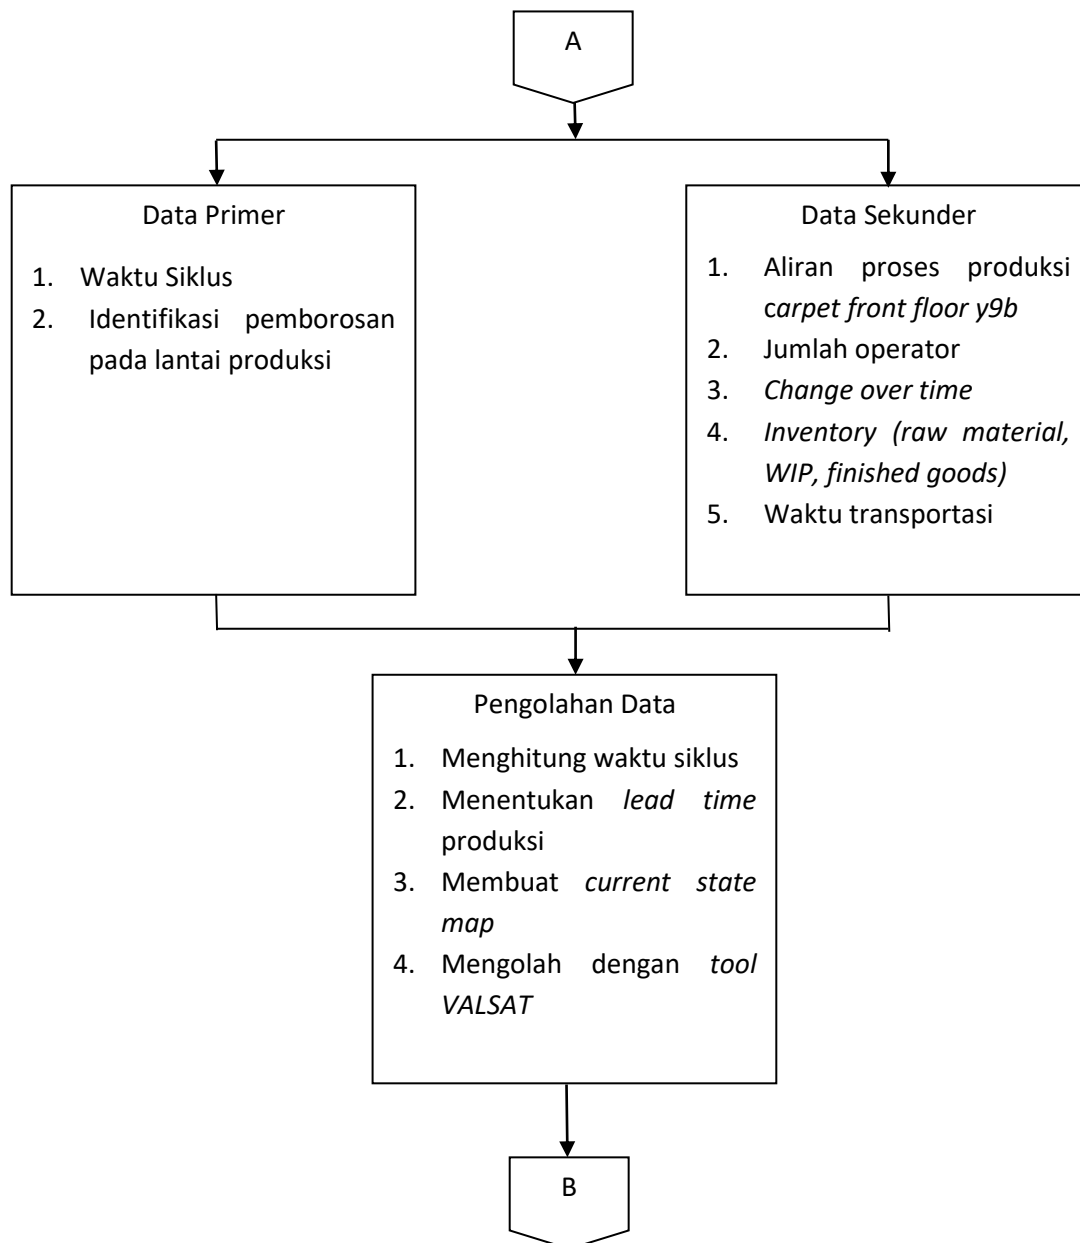 A
Data Primer
1. Waktu Siklus
2. Identifikasi pemborosan
pada lantai produksi
Data Sekunder
1. Aliran proses produksi
carpet front floor y9b
2. Jumlah operator
3. Change over time
4. Inventory (raw material,
WIP, finished goods)
5. Waktu transportasi
Pengolahan Data
1. Menghitung waktu siklus
2. Menentukan lead time
produksi
3. Membuat current state
map
4. Mengolah dengan tool
VALSAT
B